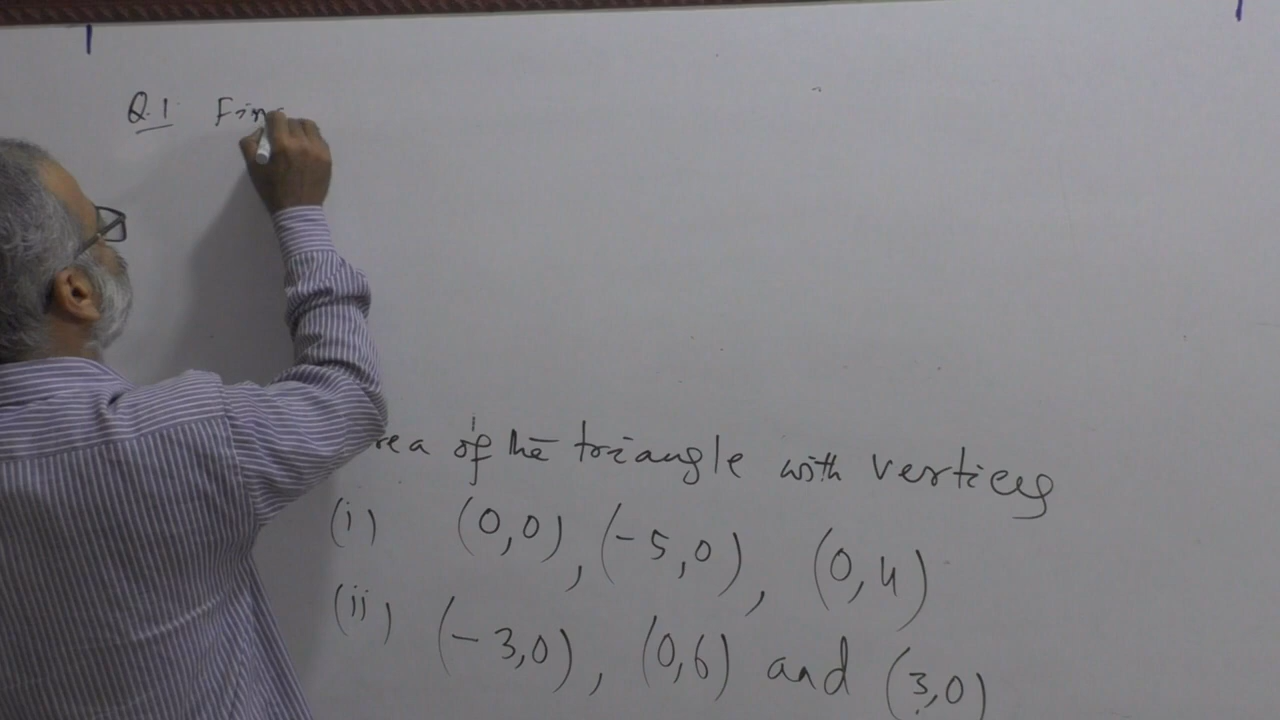 Q.1 Fin
rea of the triangle with vertices
(i) (0,0), (-5,0), (0,4)
(ii) (-3,0), (0,6) and (3,0)